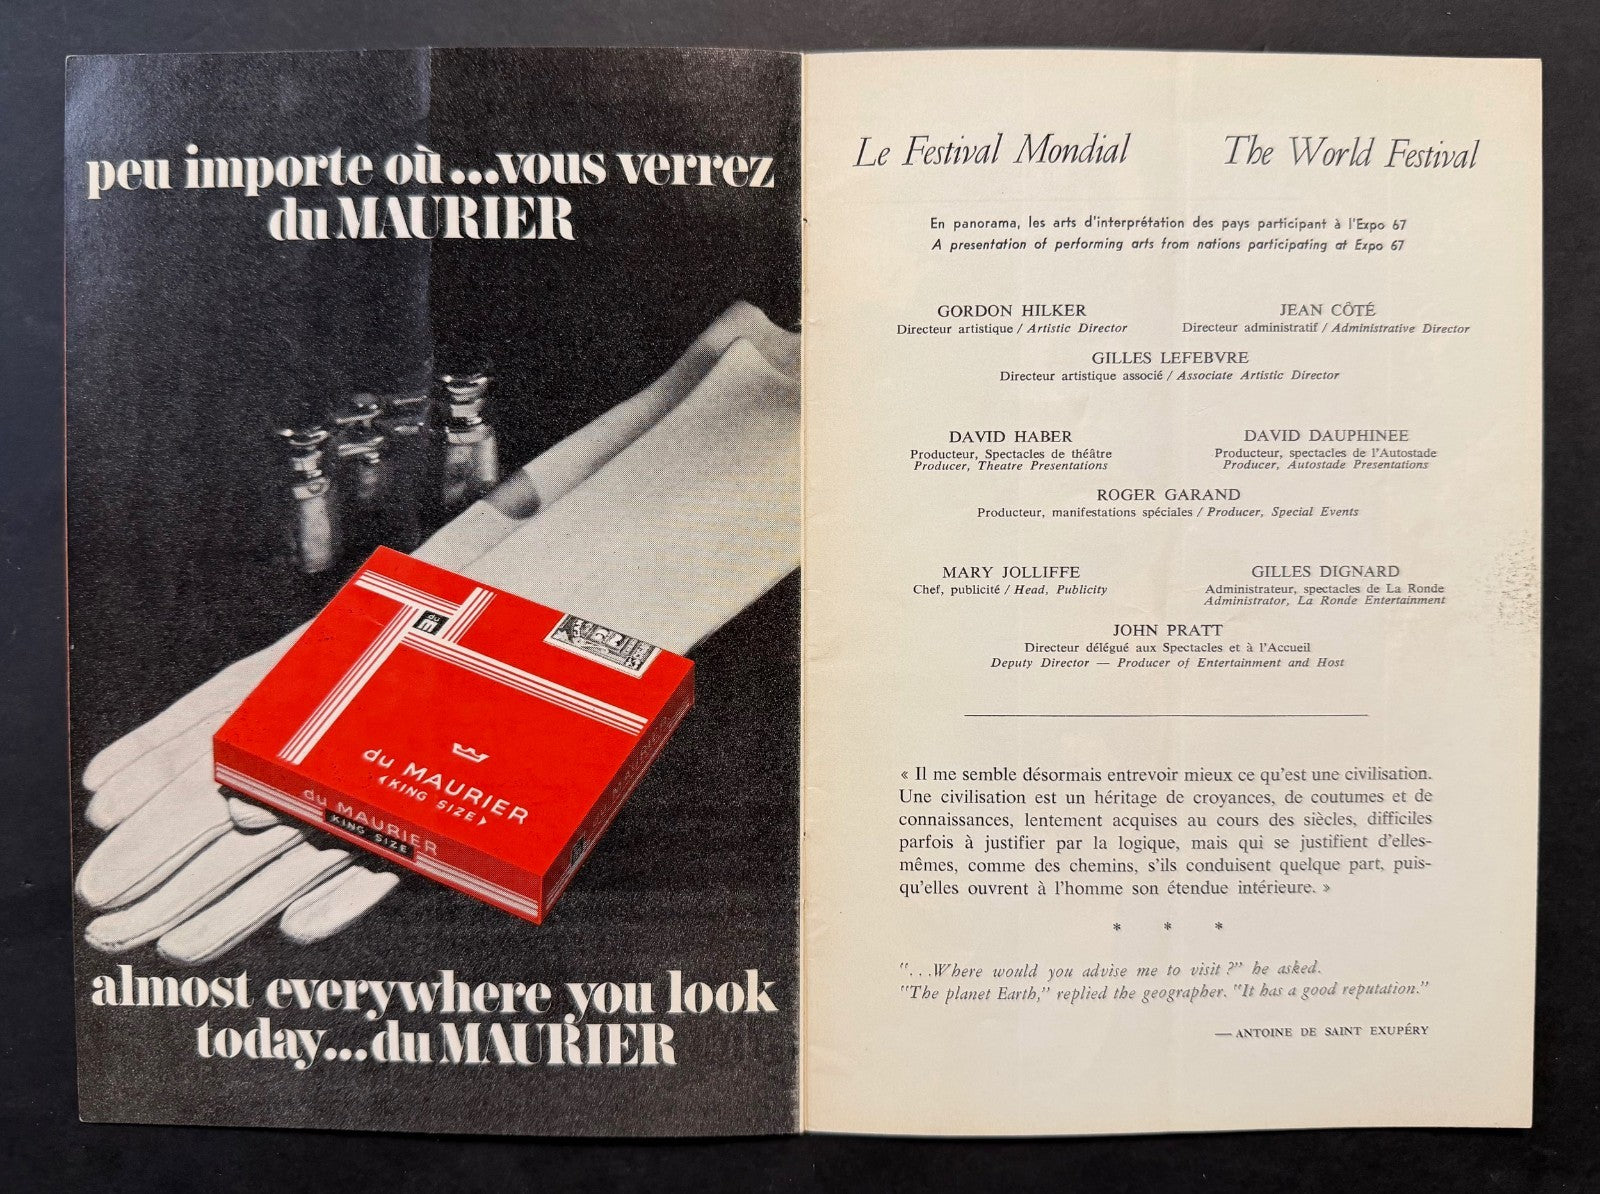 peu importe où...vous verrez
du MAURIER
du M
du MAURIER
KING SIZE
du MAURIER
KING SIZE
almost everywhere you look
today...du MAURIER
Le Festival Mondial
The World Festival
En panorama, les arts d'interprétation des pays participant à l'Expo 67
A presentation of performing arts from nations participating at Expo 67
GORDON HILKER
Directeur artistique / Artistic Director
JEAN CÔTÉ
Directeur administratif / Administrative Director
GILLES LEFEBVRE
Directeur artistique associé / Associate Artistic Director
DAVID HABER
Producteur, Spectacles de théâtre
Producer, Theatre Presentations
DAVID DAUPHINEE
Producteur, spectacles de l'Autostade
Producer, Autostade Presentations
ROGER GARAND
Producteur, manifestations spéciales / Producer, Special Events
MARY JOLLIFFE
Chef, publicité / Head, Publicity
GILLES DIGNARD
Administrateur, spectacles de La Ronde
Administrator, La Ronde Entertainment
JOHN PRATT
Directeur délégué aux Spectacles et à l'Accueil
Deputy Director — Producer of Entertainment and Host
« Il me semble désormais entrevoir mieux ce qu'est une civilisation.
Une civilisation est un héritage de croyances, de coutumes et de
connaissances, lentement acquises au cours des siècles, difficiles
parfois à justifier par la logique, mais qui se justifient d'elles-
mêmes, comme des chemins, s'ils conduisent quelque part, puis-
qu'elles ouvrent à l'homme son étendue intérieure. »
* * *
"...Where would you advise me to visit ?" he asked.
"The planet Earth," replied the geographer. "It has a good reputation."
— ANTOINE DE SAINT EXUPÉRY